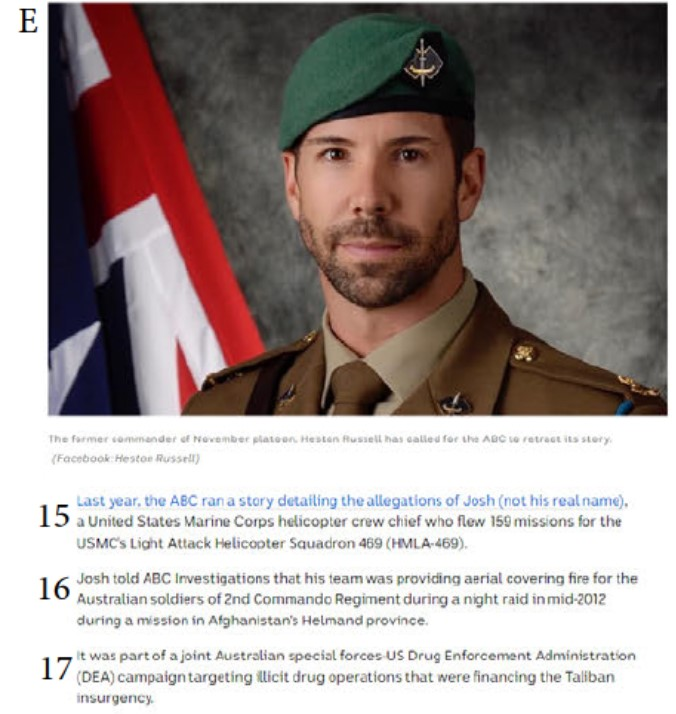 E
The former commander of November platoon, Heston Russell has called for the ABC to retract its story.
(Facebook: Heston Russell)
15 Last year, the ABC ran a story detailing the allegations of Josh (not his real name),
a United States Marine Corps helicopter crew chief who flew 159 missions for the
USMC's Light Attack Helicopter Squadron 469 (HMLA-469).
16 Josh told ABC Investigations that his team was providing aerial covering fire for the
Australian soldiers of 2nd Commando Regiment during a night raid in mid-2012
during a mission in Afghanistan's Helmand province.
17 It was part of a joint Australian special forces-US Drug Enforcement Administration
(DEA) campaign targeting illicit drug operations that were financing the Taliban
insurgency.